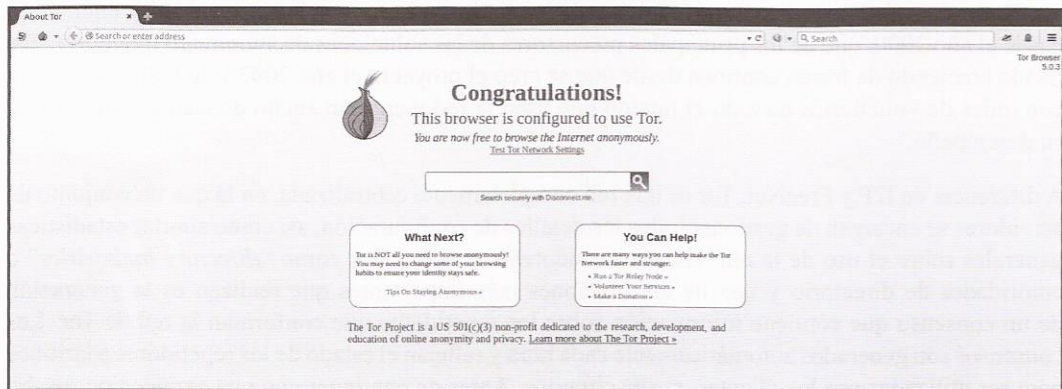 About Tor
Search or enter address
Search
Tor Browser
5.0.3
Congratulations!
This browser is configured to use Tor.
You are now free to browse the Internet anonymously.
Test Tor Network Settings
Search securely with Disconnect.me.
What Next?
Tor is NOT all you need to browse anonymously!
You may need to change some of your browsing
habits to ensure your identity stays safe.
Tips On Staying Anonymous »
You Can Help!
There are many ways you can help make the Tor
Network faster and stronger:
• Run a Tor Relay Node »
• Volunteer Your Services »
• Make a Donation »
The Tor Project is a US 501(c)(3) non-profit dedicated to the research, development, and
education of online anonymity and privacy. Learn more about The Tor Project »